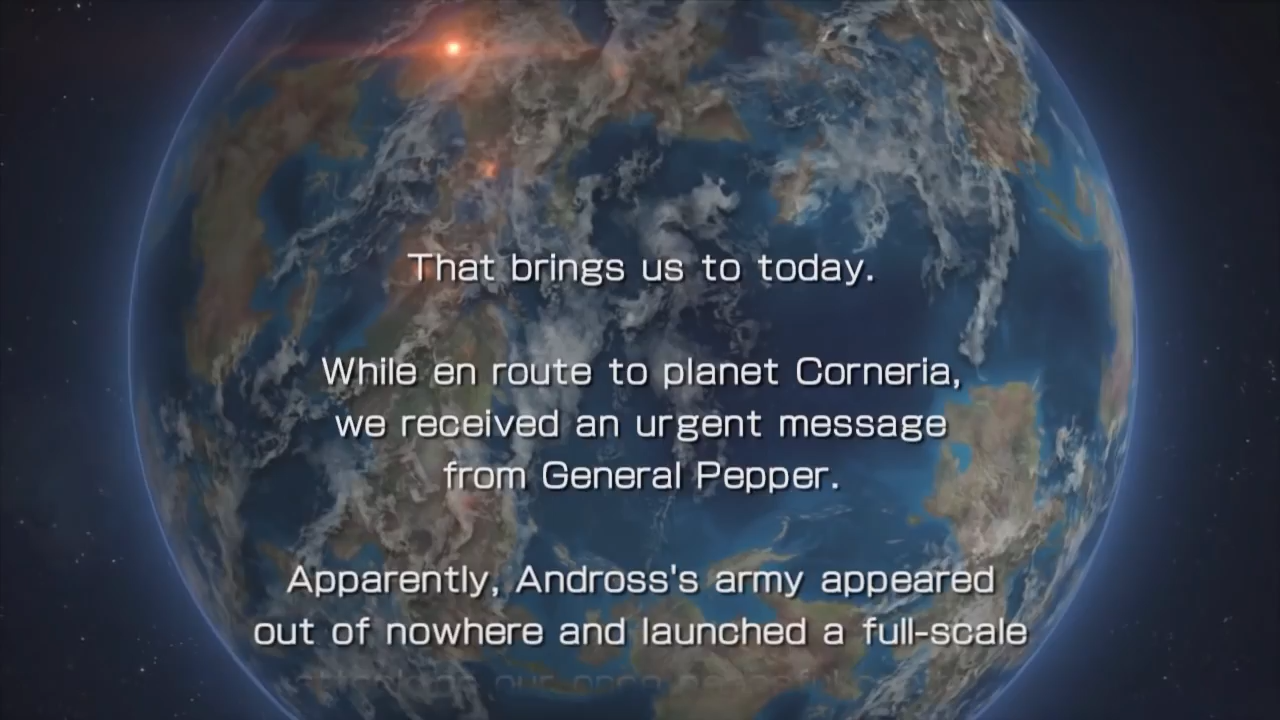 That brings us to today.
While en route to planet Corneria,
we received an urgent message
from General Pepper.
Apparently, Andross's army appeared
out of nowhere and launched a full-scale